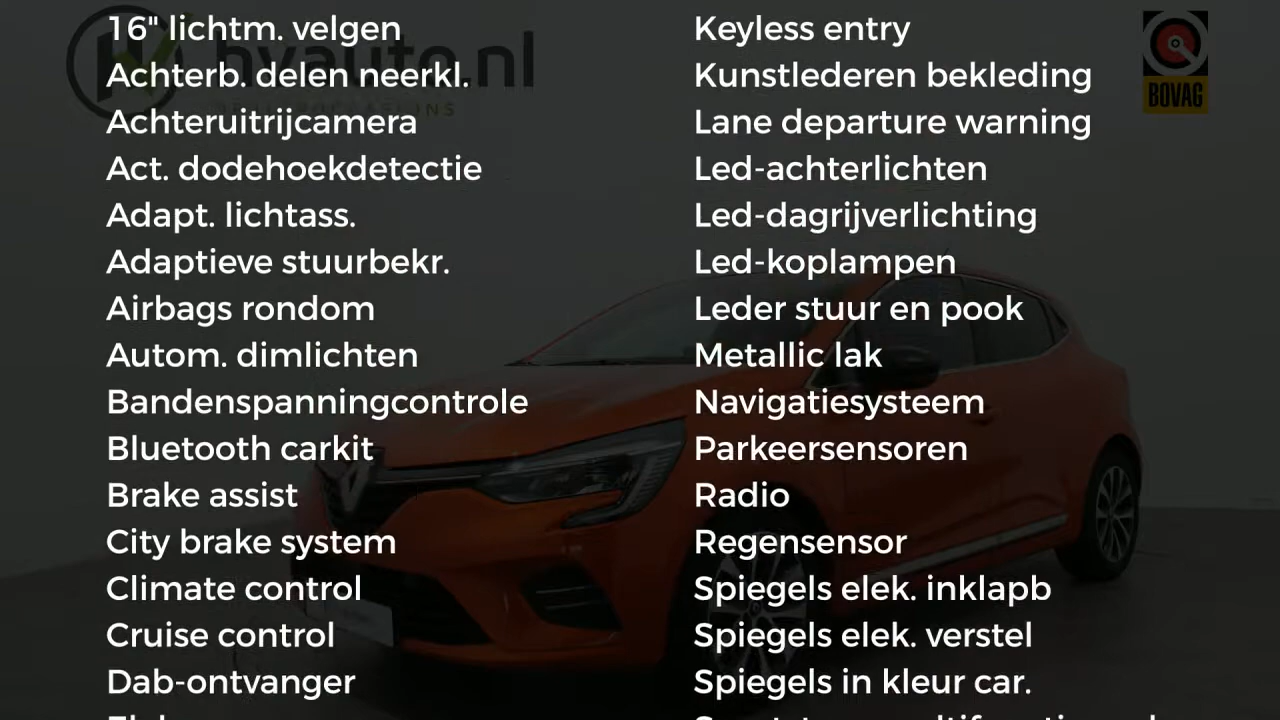 16" lichtm. velgen
Achterb. delen neerkl.
Achteruitrijcamera
Act. dodehoekdetectie
Adapt. lichtass.
Adaptieve stuurbekr.
Airbags rondom
Autom. dimlichten
Bandenspanningcontrole
Bluetooth carkit
Brake assist
City brake system
Climate control
Cruise control
Dab-ontvanger
Keyless entry
Kunstlederen bekleding
Lane departure warning
Led-achterlichten
Led-dagrijverlichting
Led-koplampen
Leder stuur en pook
Metallic lak
Navigatiesysteem
Parkeersensoren
Radio
Regensensor
Spiegels elek. inklapb
Spiegels elek. verstel
Spiegels in kleur car.
hvauto.nl
BOVAG